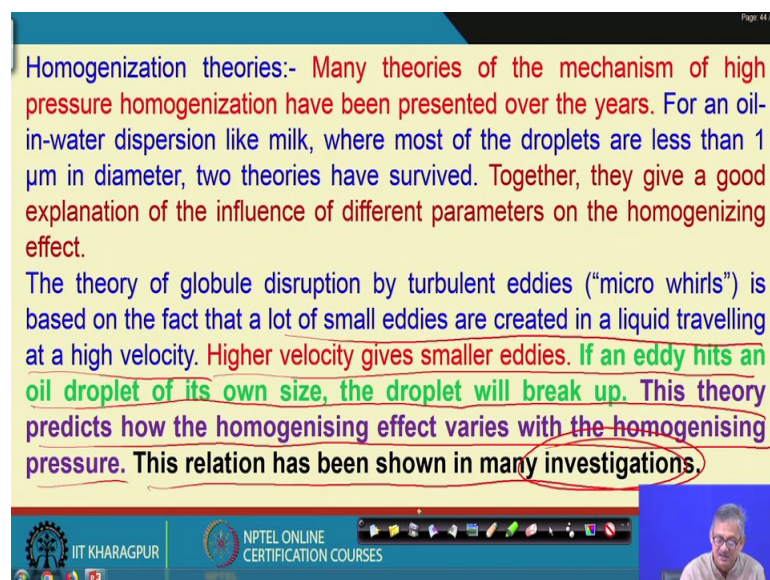 Page: 44
Homogenization theories:- Many theories of the mechanism of high
pressure homogenization have been presented over the years. For an oil-
in-water dispersion like milk, where most of the droplets are less than 1
µm in diameter, two theories have survived. Together, they give a good
explanation of the influence of different parameters on the homogenizing
effect.
The theory of globule disruption by turbulent eddies (“micro whirls”) is
based on the fact that a lot of small eddies are created in a liquid travelling
at a high velocity. Higher velocity gives smaller eddies. If an eddy hits an
oil droplet of its own size, the droplet will break up. This theory
predicts how the homogenising effect varies with the homogenising
pressure. This relation has been shown in many investigations.
IIT KHARAGPUR
NPTEL ONLINE
CERTIFICATION COURSES